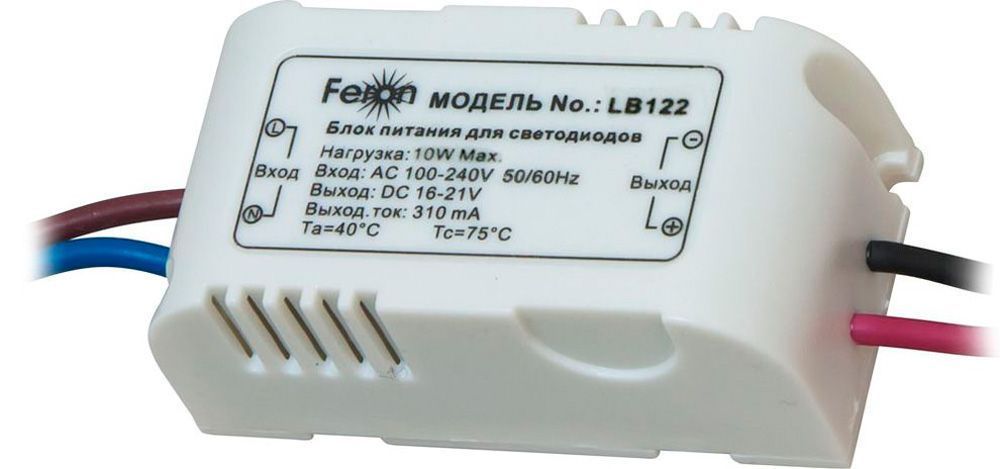 Feron МОДЕЛЬ No.: LB122
Блок питания для светодиодов
Нагрузка: 10W Max.
Вход: AC 100-240V 50/60Hz
Выход: DC 16-21V
Выход. ток: 310 mA
Ta=40°C Tc=75°C
L
Вход
N
-
Выход
+